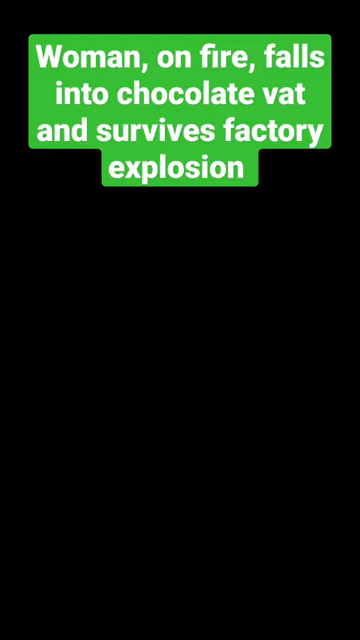 Woman, on fire, falls
into chocolate vat
and survives factory
explosion